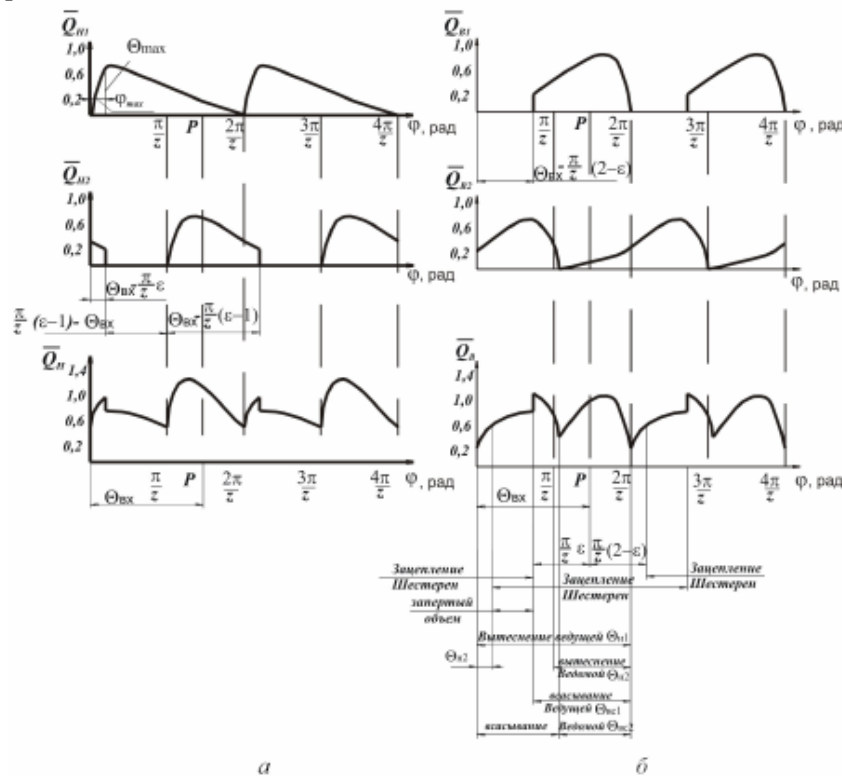 Q̅н1
1,0
0,6
0,2
Θmax
φmax
π/z
P
2π/z
3π/z
4π/z
φ, рад
Q̅н2
1,0
0,6
0,2
φ, рад
Θвх - π/z ε
π/z (ε–1) - Θвх
Θвх - π/z (ε–1)
Q̅н
1,4
1,0
0,6
0,2
π/z
P
2π/z
3π/z
4π/z
φ, рад
Θвх
а
Q̅в1
1,0
0,6
0,2
π/z
P
2π/z
3π/z
4π/z
φ, рад
Θвх - π/z (2–ε)
Q̅в2
1,0
0,6
0,2
φ, рад
Q̅в
1,4
1,0
0,6
0,2
π/z
P
2π/z
3π/z
4π/z
φ, рад
Θвх
π/z ε
π/z (2–ε)
Зацепление
Шестерен
Зацепление
Шестерен
Зацепление
Шестерен
запертый
объем
Вытеснение ведущей Θн1
Θн2
вытеснение
Ведомой Θн2
всасывание
Ведущей Θвс1
всасывание Ведомой Θвс2
б